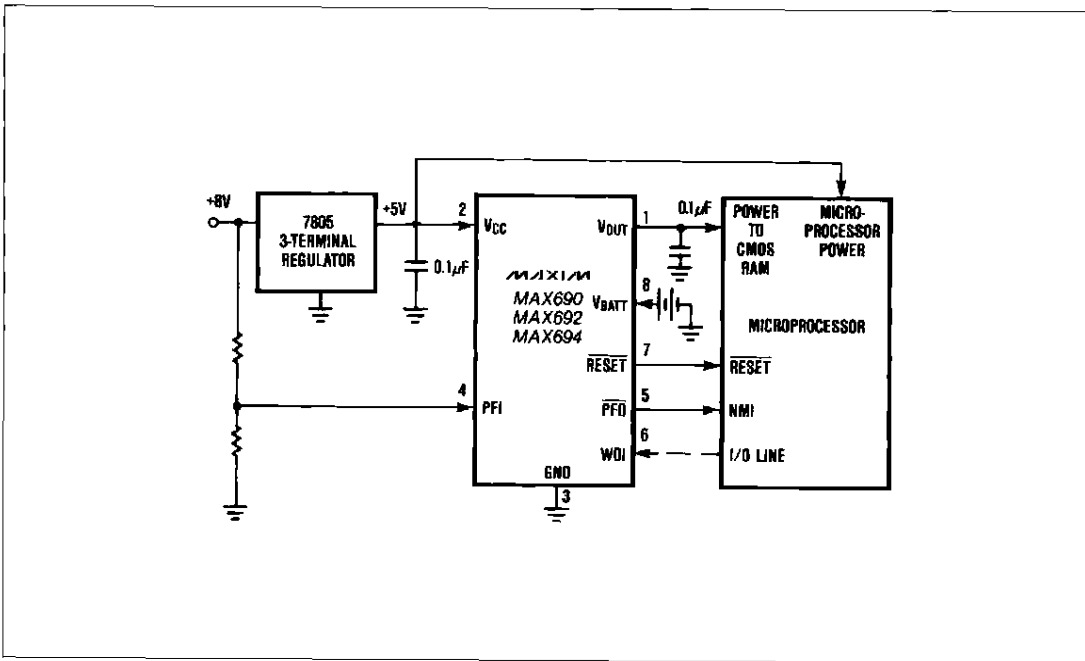 +8V
7805
3-TERMINAL
REGULATOR
+5V
0.1µF
2
VCC
MAXIM
MAX690
MAX692
MAX694
4
PFI
GND
3
1
VOUT
0.1µF
8
VBATT
7
RESET
5
PFO
6
WDI
POWER
TO
CMOS
RAM
MICRO-
PROCESSOR
POWER
MICROPROCESSOR
RESET
NMI
I/O LINE